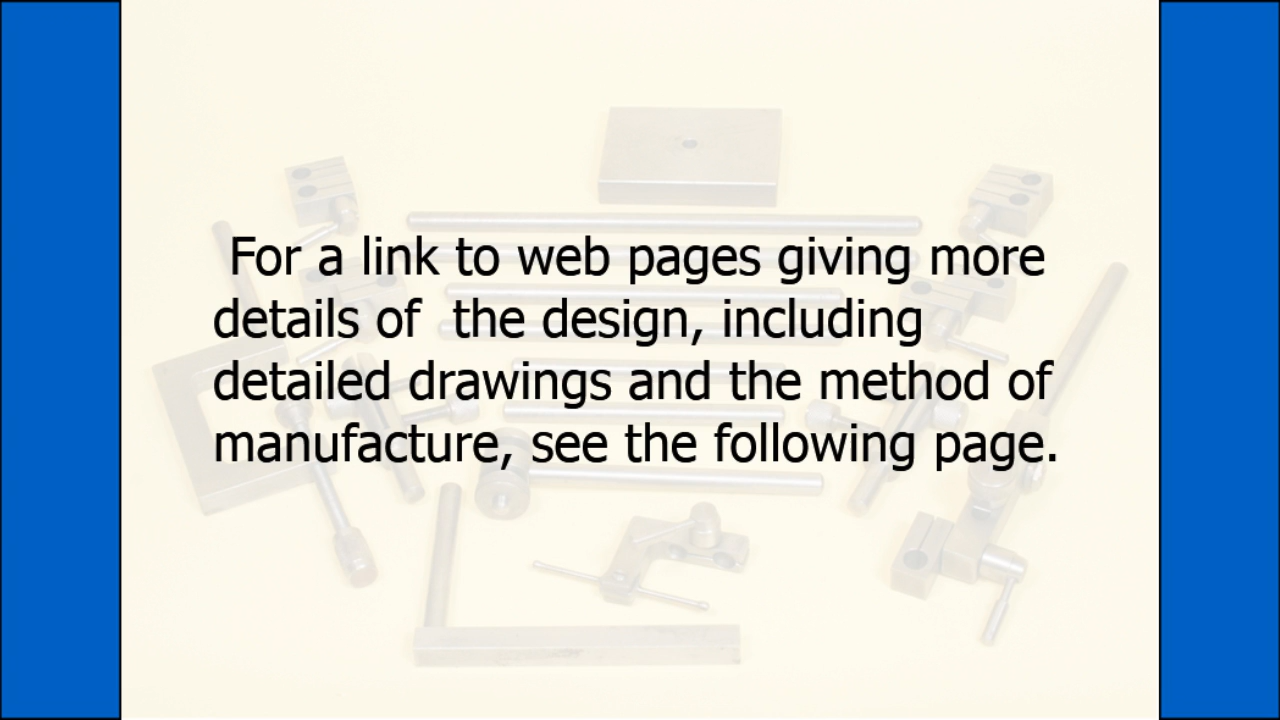 For a link to web pages giving more
details of  the design, including
detailed drawings and the method of
manufacture, see the following page.